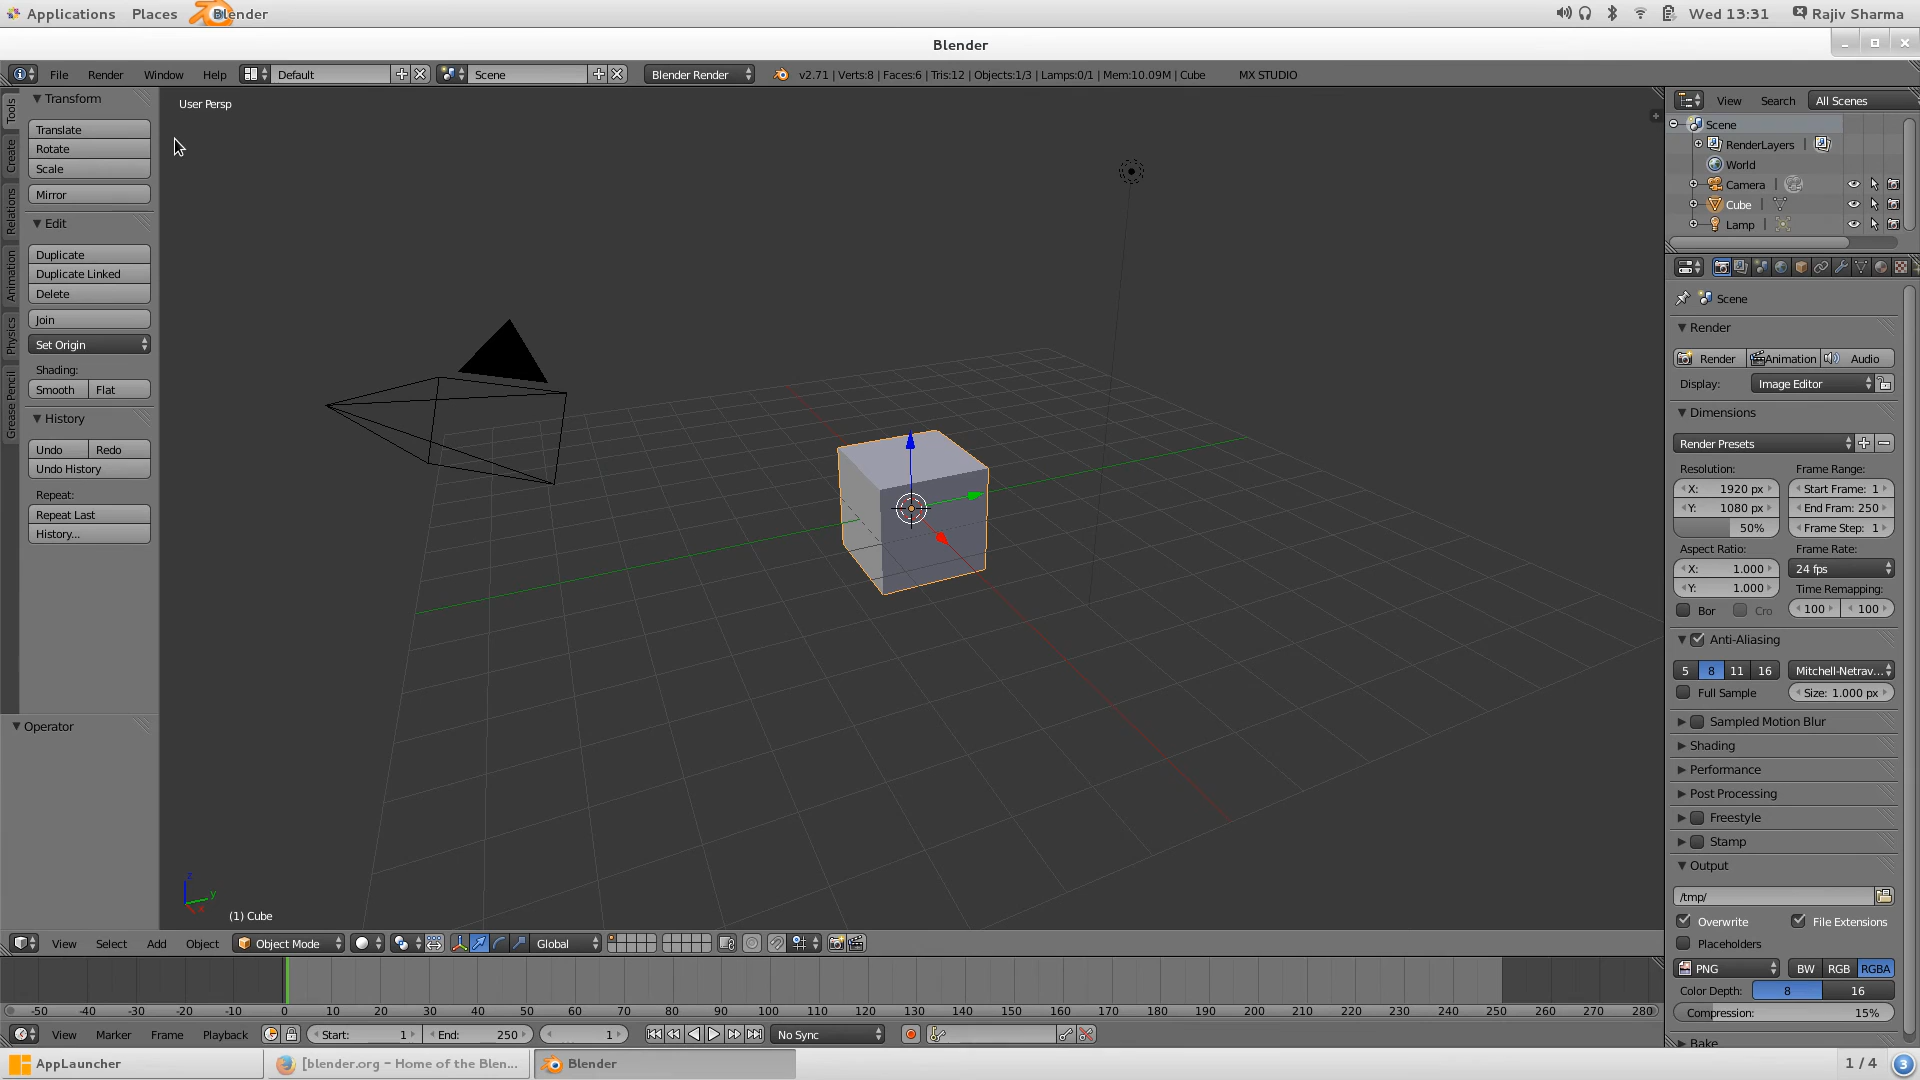 Applications Places Blender Wed 13:31 Rajiv Sharma
Blender
File Render Window Help Default Scene Blender Render v2.71 | Verts:8 | Faces:6 | Tris:12 | Objects:1/3 | Lamps:0/1 | Mem:10.09M | Cube MX STUDIO
Tools
Create
Relations
Animation
Physics
Grease Pencil
Transform
Translate
Rotate
Scale
Mirror
Edit
Duplicate
Duplicate Linked
Delete
Join
Set Origin
Shading:
Smooth Flat
History
Undo Redo
Undo History
Repeat:
Repeat Last
History...
Operator
User Persp
z
y
x
(1) Cube
View Search All Scenes
Scene
RenderLayers |
World
Camera |
Cube |
Lamp |
Scene
Render
Render Animation Audio
Display: Image Editor
Dimensions
Render Presets
Resolution: Frame Range:
X: 1920 px Start Frame: 1
Y: 1080 px End Fram: 250
50% Frame Step: 1
Aspect Ratio: Frame Rate:
X: 1.000 24 fps
Y: 1.000 Time Remapping:
Bor Cro 100 100
Anti-Aliasing
5 8 11 16 Mitchell-Netrav...
Full Sample Size: 1.000 px
Sampled Motion Blur
Shading
Performance
Post Processing
Freestyle
Stamp
Output
/tmp/
Overwrite File Extensions
Placeholders
PNG BW RGB RGBA
Color Depth: 8 16
Compression: 15%
Bake
View Select Add Object Object Mode Global
-50 -40 -30 -20 -10 0 10 20 30 40 50 60 70 80 90 100 110 120 130 140 150 160 170 180 190 200 210 220 230 240 250 260 270 280
View Marker Frame Playback Start: 1 End: 250 1 No Sync
AppLauncher [blender.org - Home of the Blen... Blender 1 / 4 3